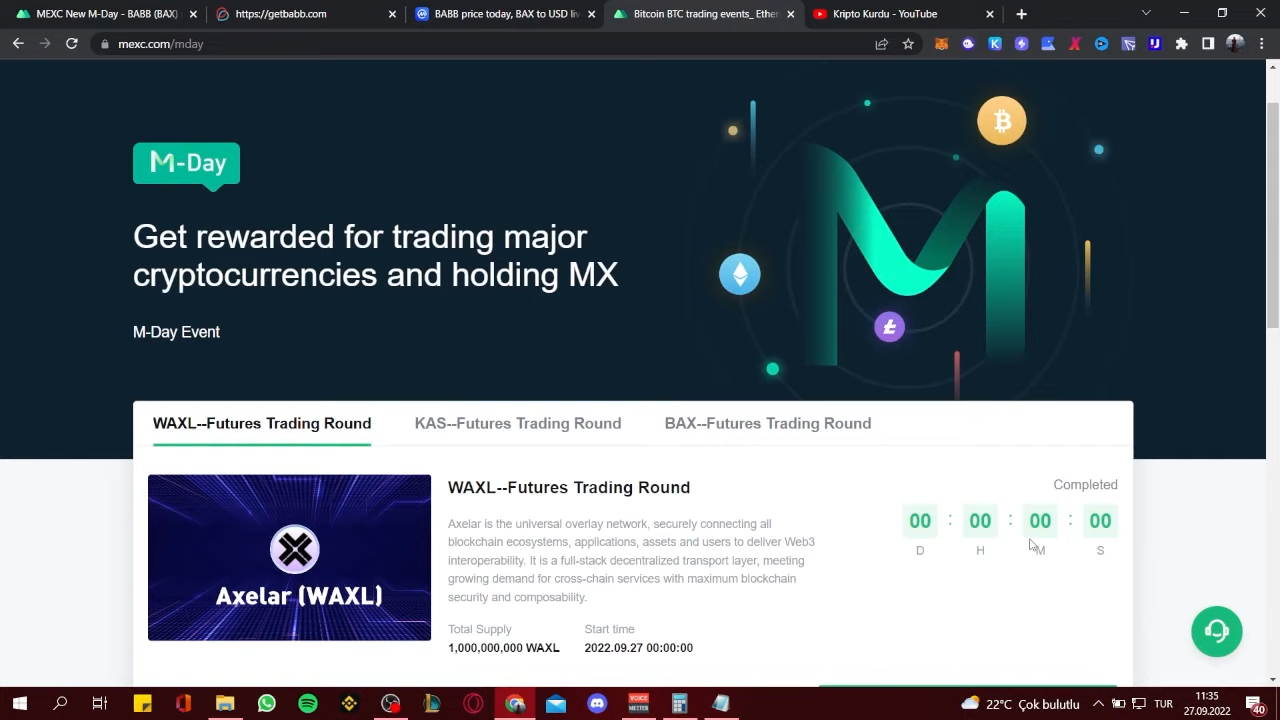 MEXC New M-Day - BABB (BAX)
https://getbabb.com
BABB price today, BAX to USD liv
Bitcoin BTC trading events_ Ether
Kripto Kurdu - YouTube
mexc.com/mday
M-Day
Get rewarded for trading major
cryptocurrencies and holding MX
M-Day Event
WAXL--Futures Trading Round
KAS--Futures Trading Round
BAX--Futures Trading Round
Axelar (WAXL)
WAXL--Futures Trading Round
Axelar is the universal overlay network, securely connecting all
blockchain ecosystems, applications, assets and users to deliver Web3
interoperability. It is a full-stack decentralized transport layer, meeting
growing demand for cross-chain services with maximum blockchain
security and composability.
Total Supply
Start time
1,000,000,000 WAXL
2022.09.27 00:00:00
Completed
00 : 00 : 00 : 00
D H M S
VOICE
MEETER
22°C Çok bulutlu
TUR
11:35
27.09.2022
40